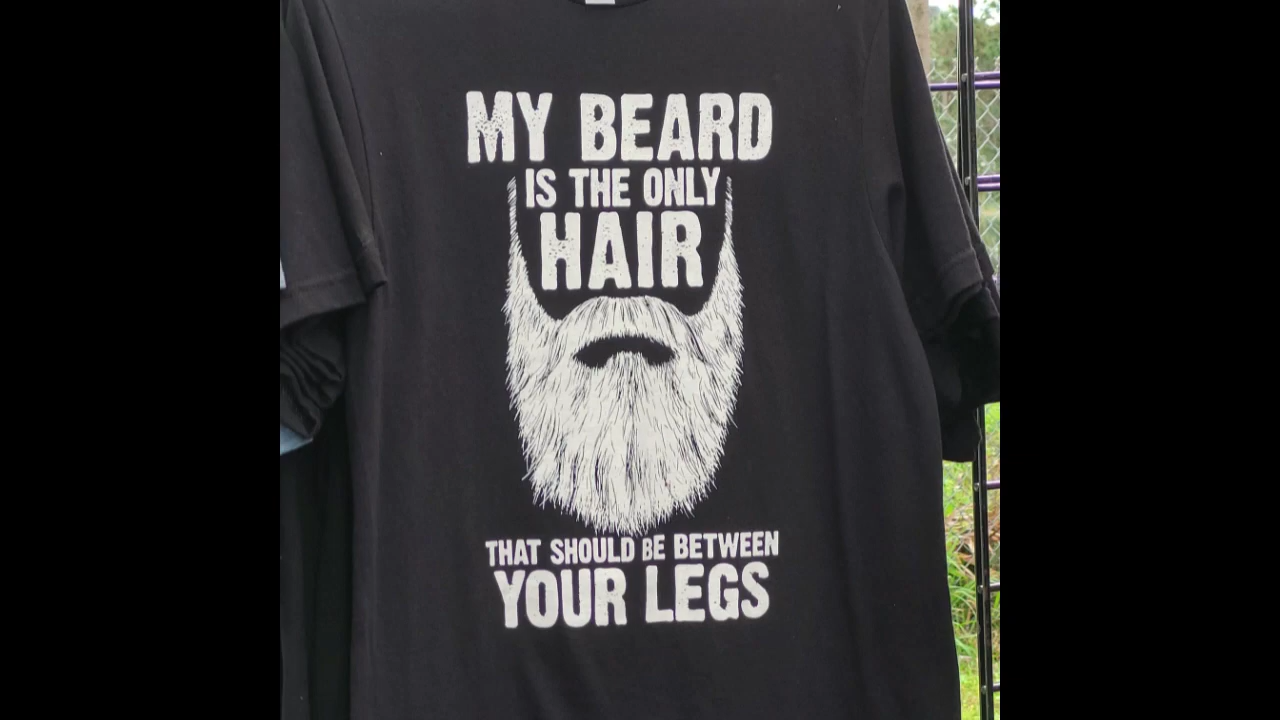 MY BEARD
IS THE ONLY
HAIR
THAT SHOULD BE BETWEEN
YOUR LEGS